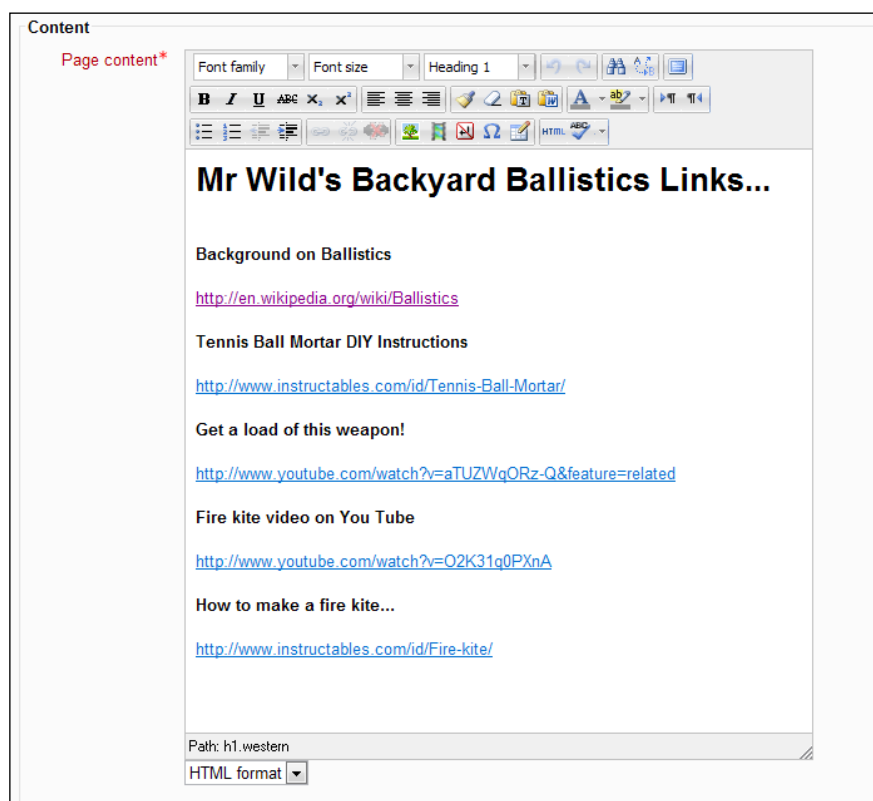 Content
Page content*
Font family Font size Heading 1
B I U ABC X₂ X²
HTML ABC
Mr Wild's Backyard Ballistics Links...
Background on Ballistics
http://en.wikipedia.org/wiki/Ballistics
Tennis Ball Mortar DIY Instructions
http://www.instructables.com/id/Tennis-Ball-Mortar/
Get a load of this weapon!
http://www.youtube.com/watch?v=aTUZWqORz-Q&feature=related
Fire kite video on You Tube
http://www.youtube.com/watch?v=O2K31q0PXnA
How to make a fire kite...
http://www.instructables.com/id/Fire-kite/
Path: h1.western
HTML format